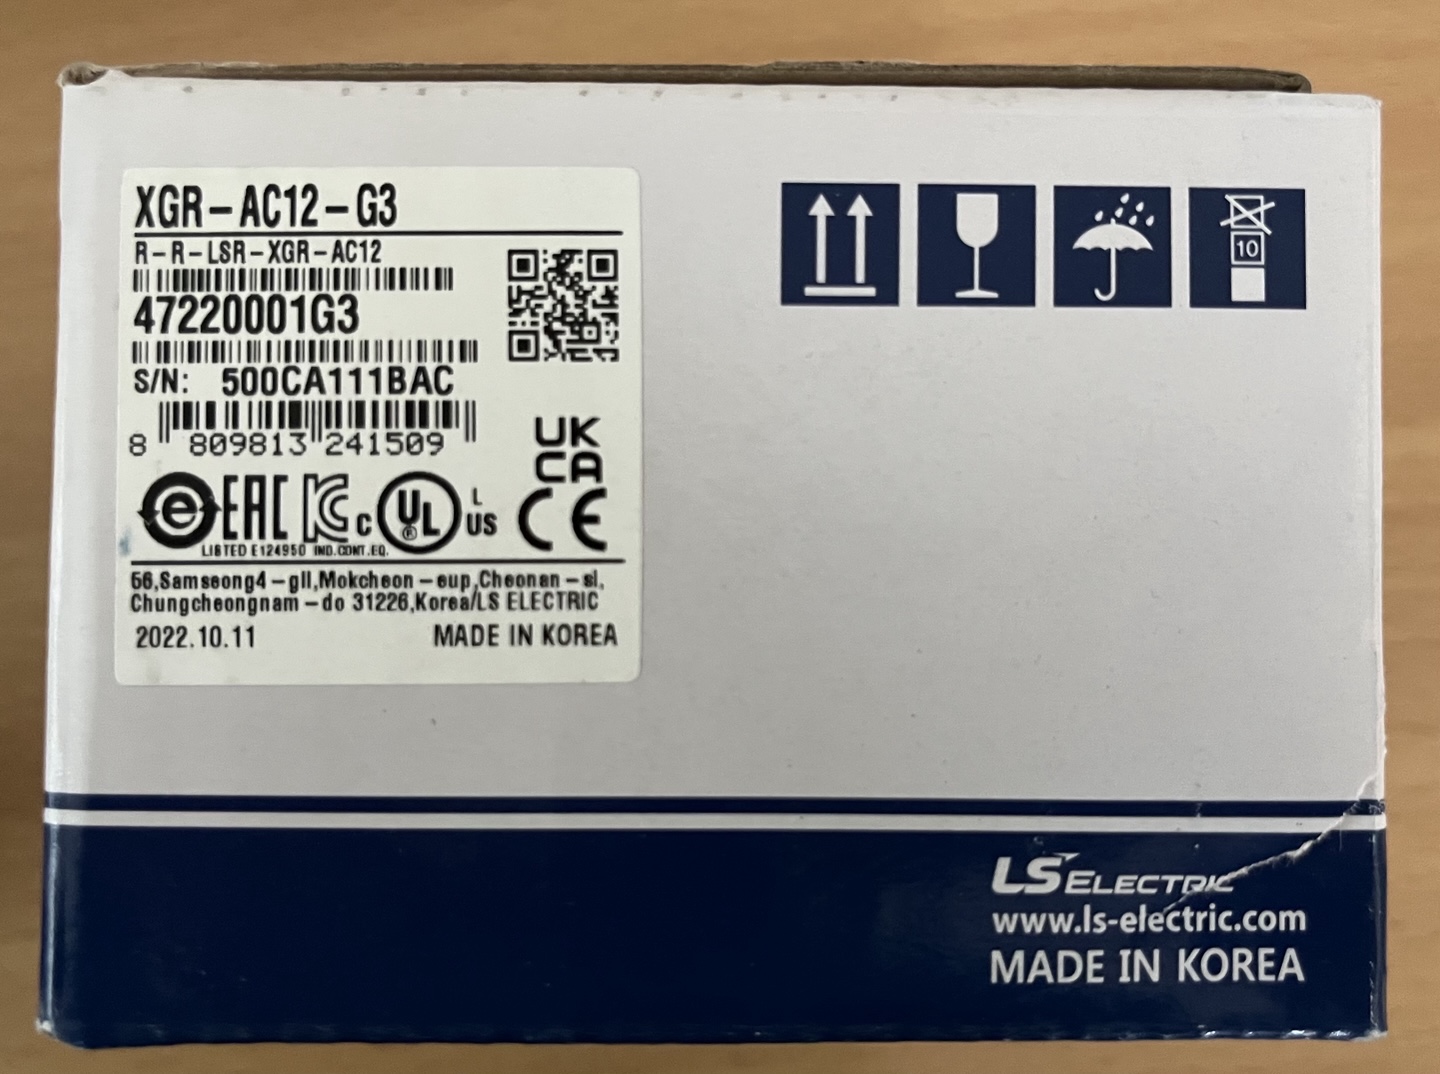 XGR-AC12-G3
R-R-LSR-XGR-AC12
47220001G3
S/N: 500CA111BAC
8 809813 241509
UK
CA
EAC
c UL ® L US
CE
LISTED E124950 IND.CONT.EQ.
56,Samseong4-gil,Mokcheon-eup,Cheonan-si,
Chungcheongnam-do 31226,Korea/LS ELECTRIC
2022.10.11 MADE IN KOREA
10
LS ELECTRIC
www.ls-electric.com
MADE IN KOREA